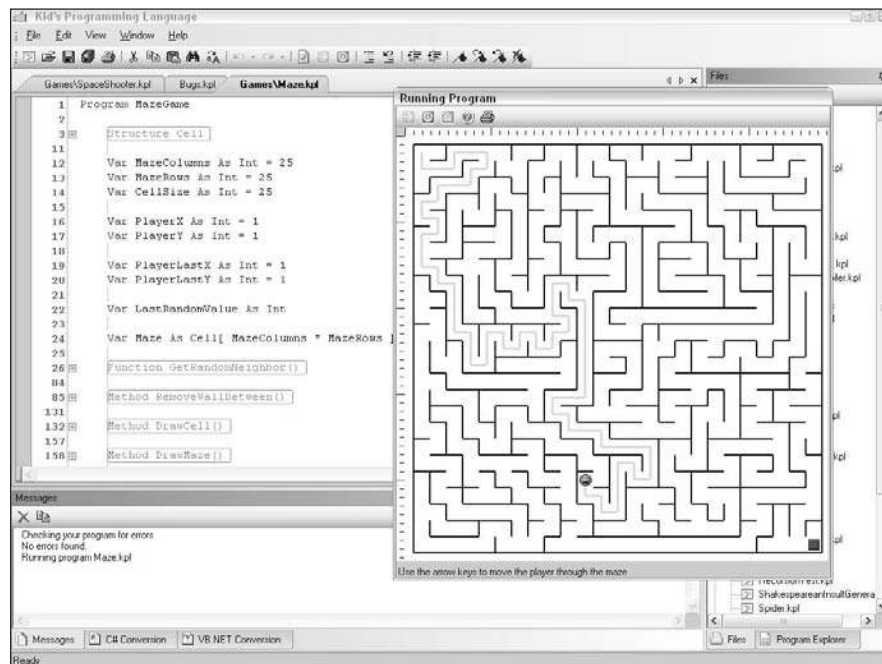 Kid's Programming Language
File Edit View Window Help
Games\SpaceShooter.kpl Bugs.kpl Games\Maze.kpl
Files
1 Program MazeGame
2
3 Structure Cell
11
12 Var MazeColumns As Int = 25
13 Var MazeRows As Int = 25
14 Var CellSize As Int = 25
15
16 Var PlayerX As Int = 1
17 Var PlayerY As Int = 1
18
19 Var PlayerLastX As Int = 1
20 Var PlayerLastY As Int = 1
21
22 Var LastRandomValue As Int
23
24 Var Maze As Cell[ MazeColumns * MazeRows ]
25
26 Function GetRandomNeighbor()
84
85 Method RemoveWallBetween()
131
132 Method DrawCell()
157
158 Method DrawMaze()
Running Program
Use the arrow keys to move the player through the maze
Messages
Checking your program for errors
No errors found.
Running program Maze.kpl
RecursionTest.kpl
ShakespeareanInsultGenera
Spider.kpl
Messages C# Conversion VB.NET Conversion
Files Program Explorer
Ready